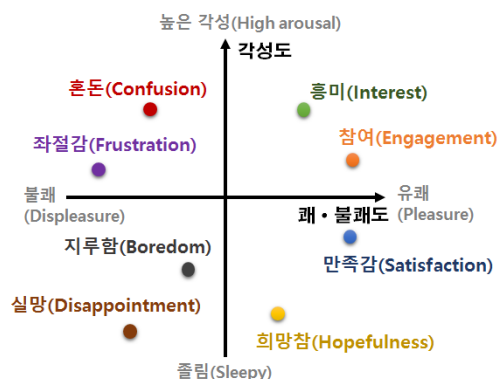 높은 각성(High arousal)
각성도
혼돈(Confusion)
흥미(Interest)
좌절감(Frustration)
참여(Engagement)
불쾌
(Displeasure)
유쾌
(Pleasure)
쾌·불쾌도
지루함(Boredom)
만족감(Satisfaction)
실망(Disappointment)
희망참(Hopefulness)
졸림(Sleepy)